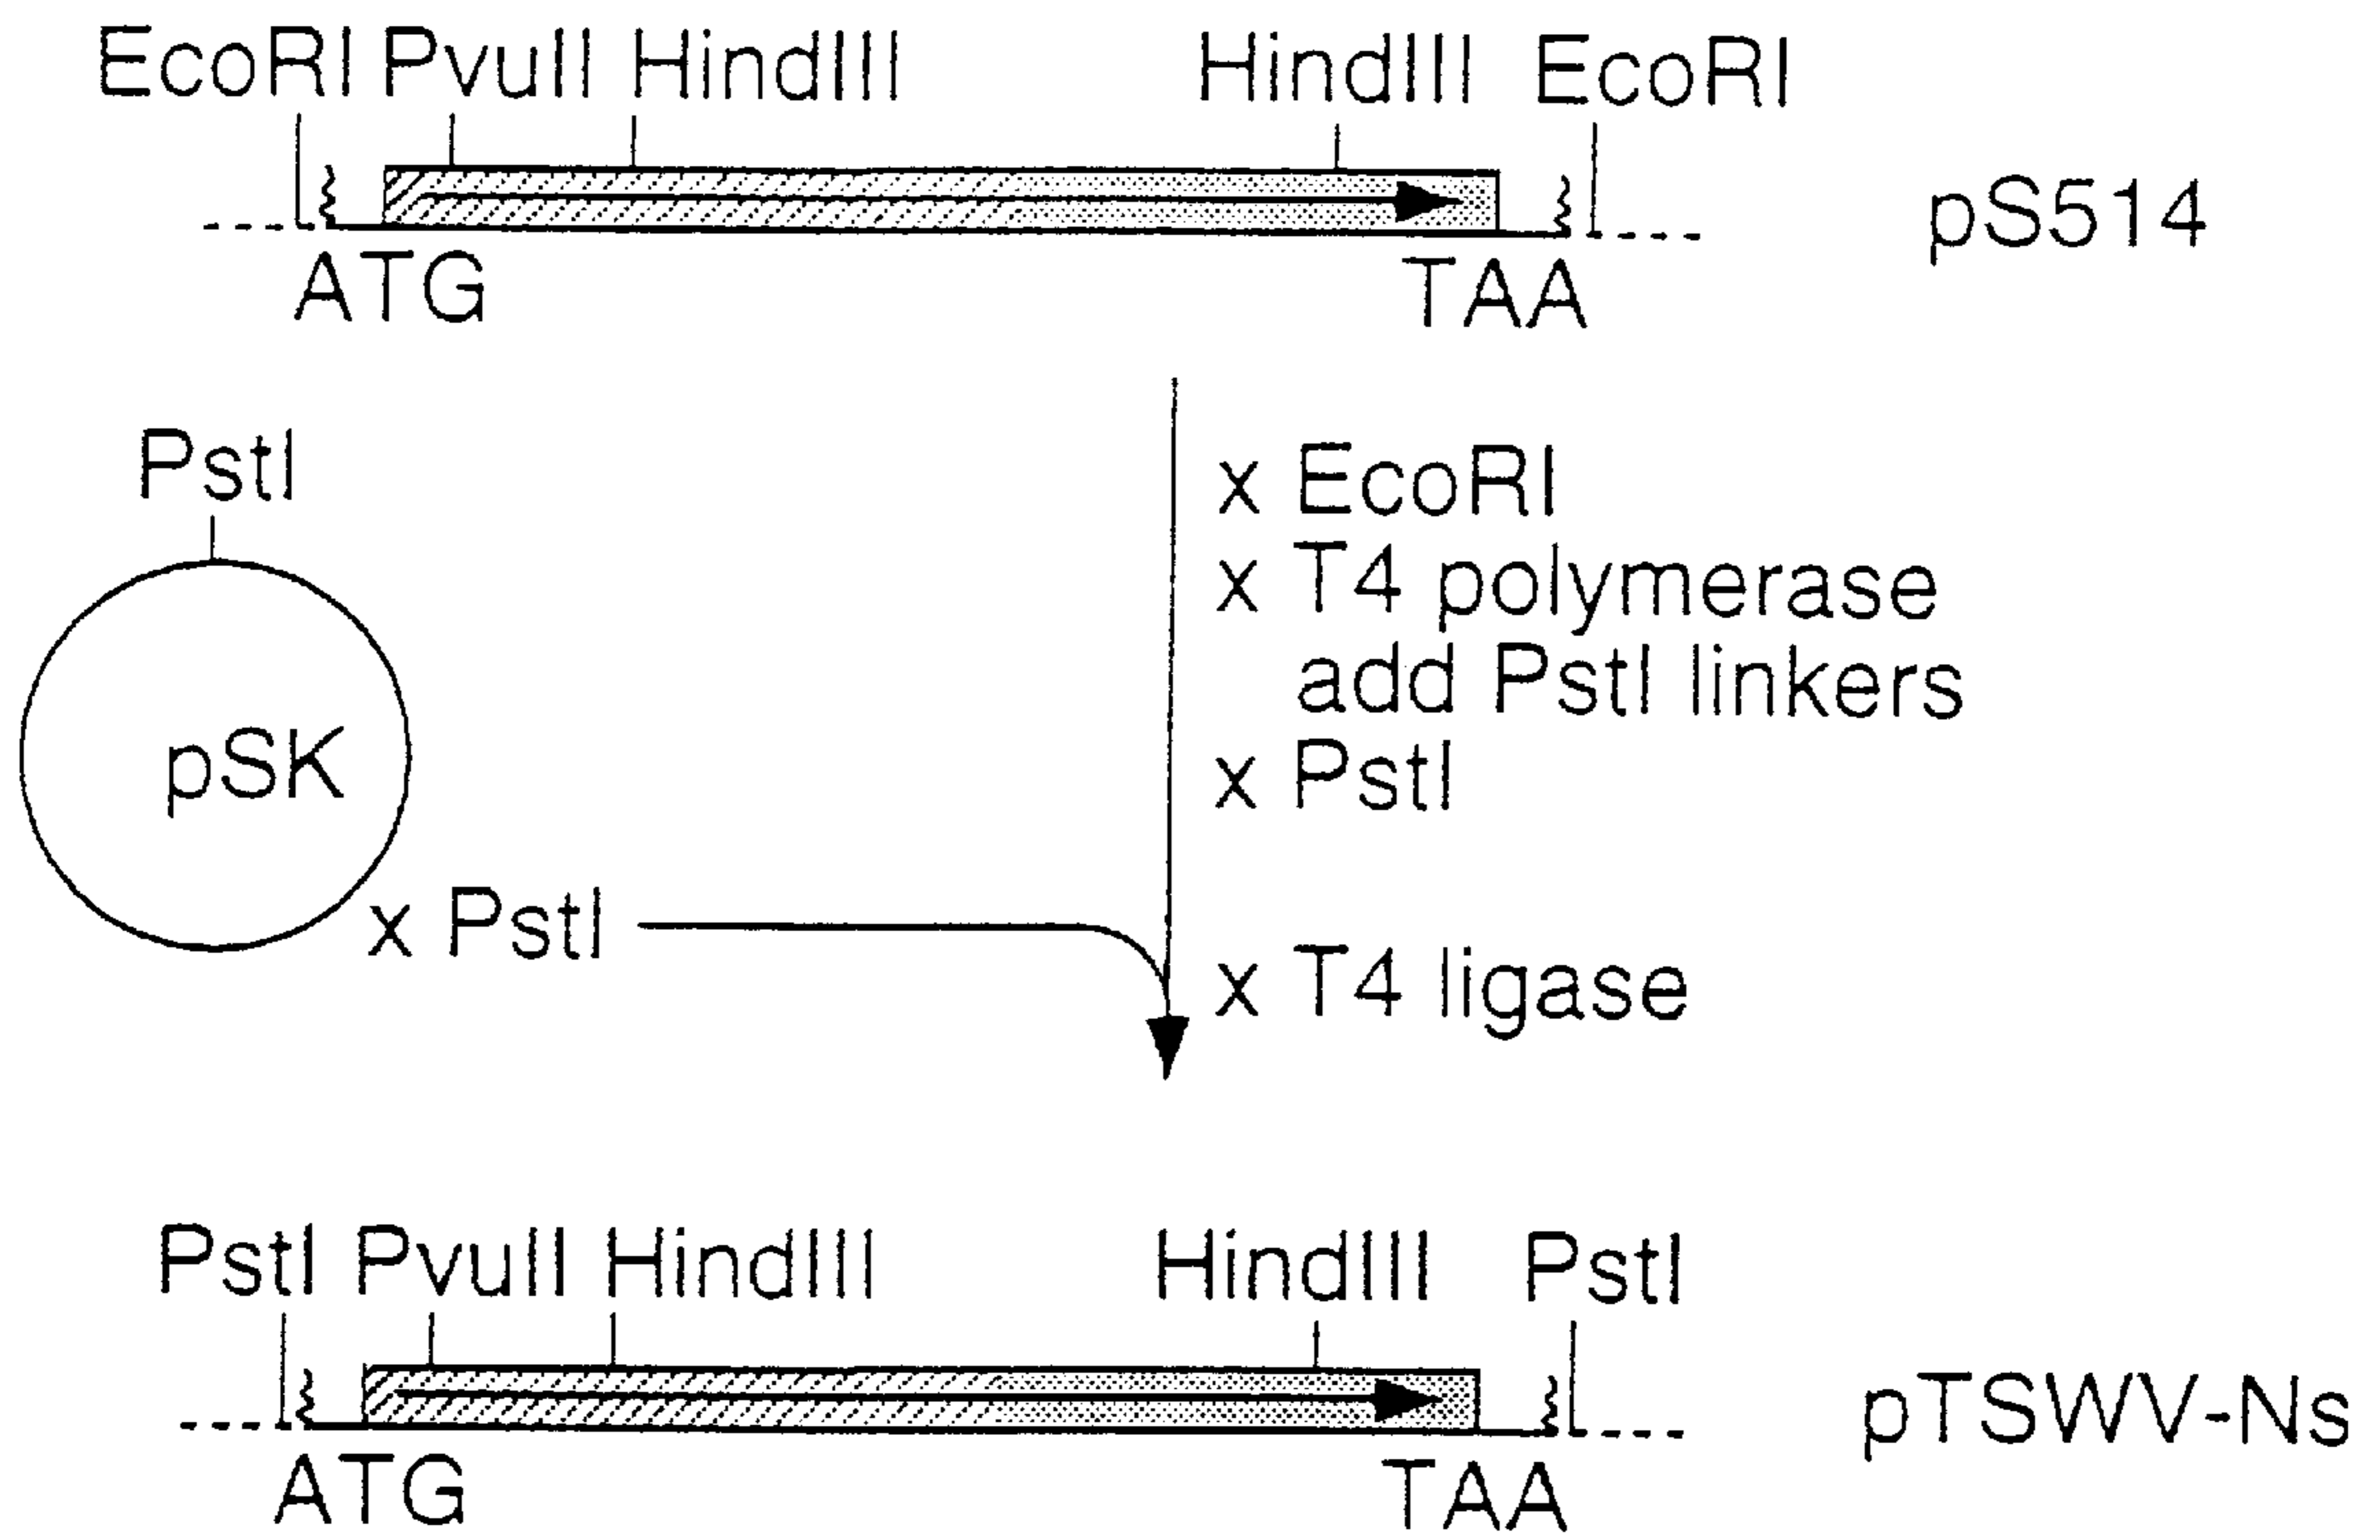 EcoRI PvuII HindIII HindIII EcoRI
pS514
ATG TAA
PstI
x EcoRI
x T4 polymerase
add PstI linkers
pSK
x PstI
x PstI
x T4 ligase
PstI PvuII HindIII HindIII PstI
pTSWV-Ns
ATG TAA